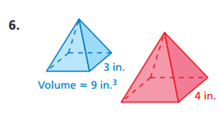 6.
3 in.
Volume = 9 in.³
4 in.